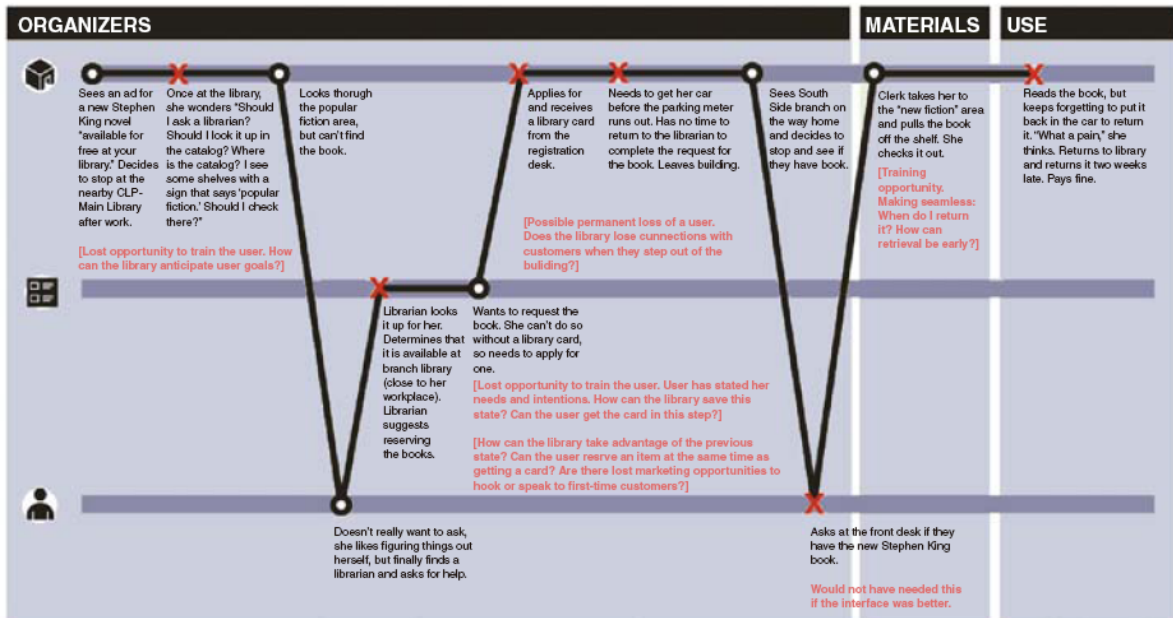 ORGANIZERS
MATERIALS
USE
Sees an ad for
a new Stephen
King novel
“available for
free at your
library.” Decides
to stop at the
nearby CLP-
Main Library
after work.
Once at the library,
she wonders “Should
I ask a librarian?
Should I look it up in
the catalog? Where
is the catalog? I see
some shelves with a
sign that says ‘popular
fiction.’ Should I check
there?”
[Lost opportunity to train the user. How
can the library anticipate user goals?]
Looks thorugh the
popular
fiction area,
but can’t find
the book.
Doesn’t really want to ask,
she likes figuring things out
herself, but finally finds a
librarian and asks for help.
Librarian looks
it up for her.
Determines that
it is available at
branch library
(close to her
workplace).
Librarian
suggests
reserving
the books.
Wants to request the
book. She can’t do so
without a library card,
so needs to apply for
one.
[Lost opportunity to train the user. User has stated her
needs and intentions. How can the library save this
state? Can the user get the card in this step?]
[How can the library take advantage of the previous
state? Can the user resrve an item at the same time as
getting a card? Are there lost marketing opportunities to
hook or speak to first-time customers?]
Applies for
and receives
a library card
from the
registration
desk.
Needs to get her car
before the parking meter
runs out. Has no time to
return to the librarian to
complete the request for
the book. Leaves building.
[Possible permanent loss of a user.
Does the library lose cunnections with
customers when they step out of the
buliding?]
Sees South
Side branch on
the way home
and decides to
stop and see if
they have book.
Asks at the front desk if they
have the new Stephen King
book.
Would not have needed this
if the interface was better.
Clerk takes her to
the “new fiction” area
and pulls the book
off the shelf. She
checks it out.
[Training
opportunity.
Making seamless:
When do I return
it? How can
retrieval be early?]
Reads the book, but
keeps forgetting to put it
back in the car to return
it. “What a pain,” she
thinks. Returns to library
and returns it two weeks
late. Pays fine.